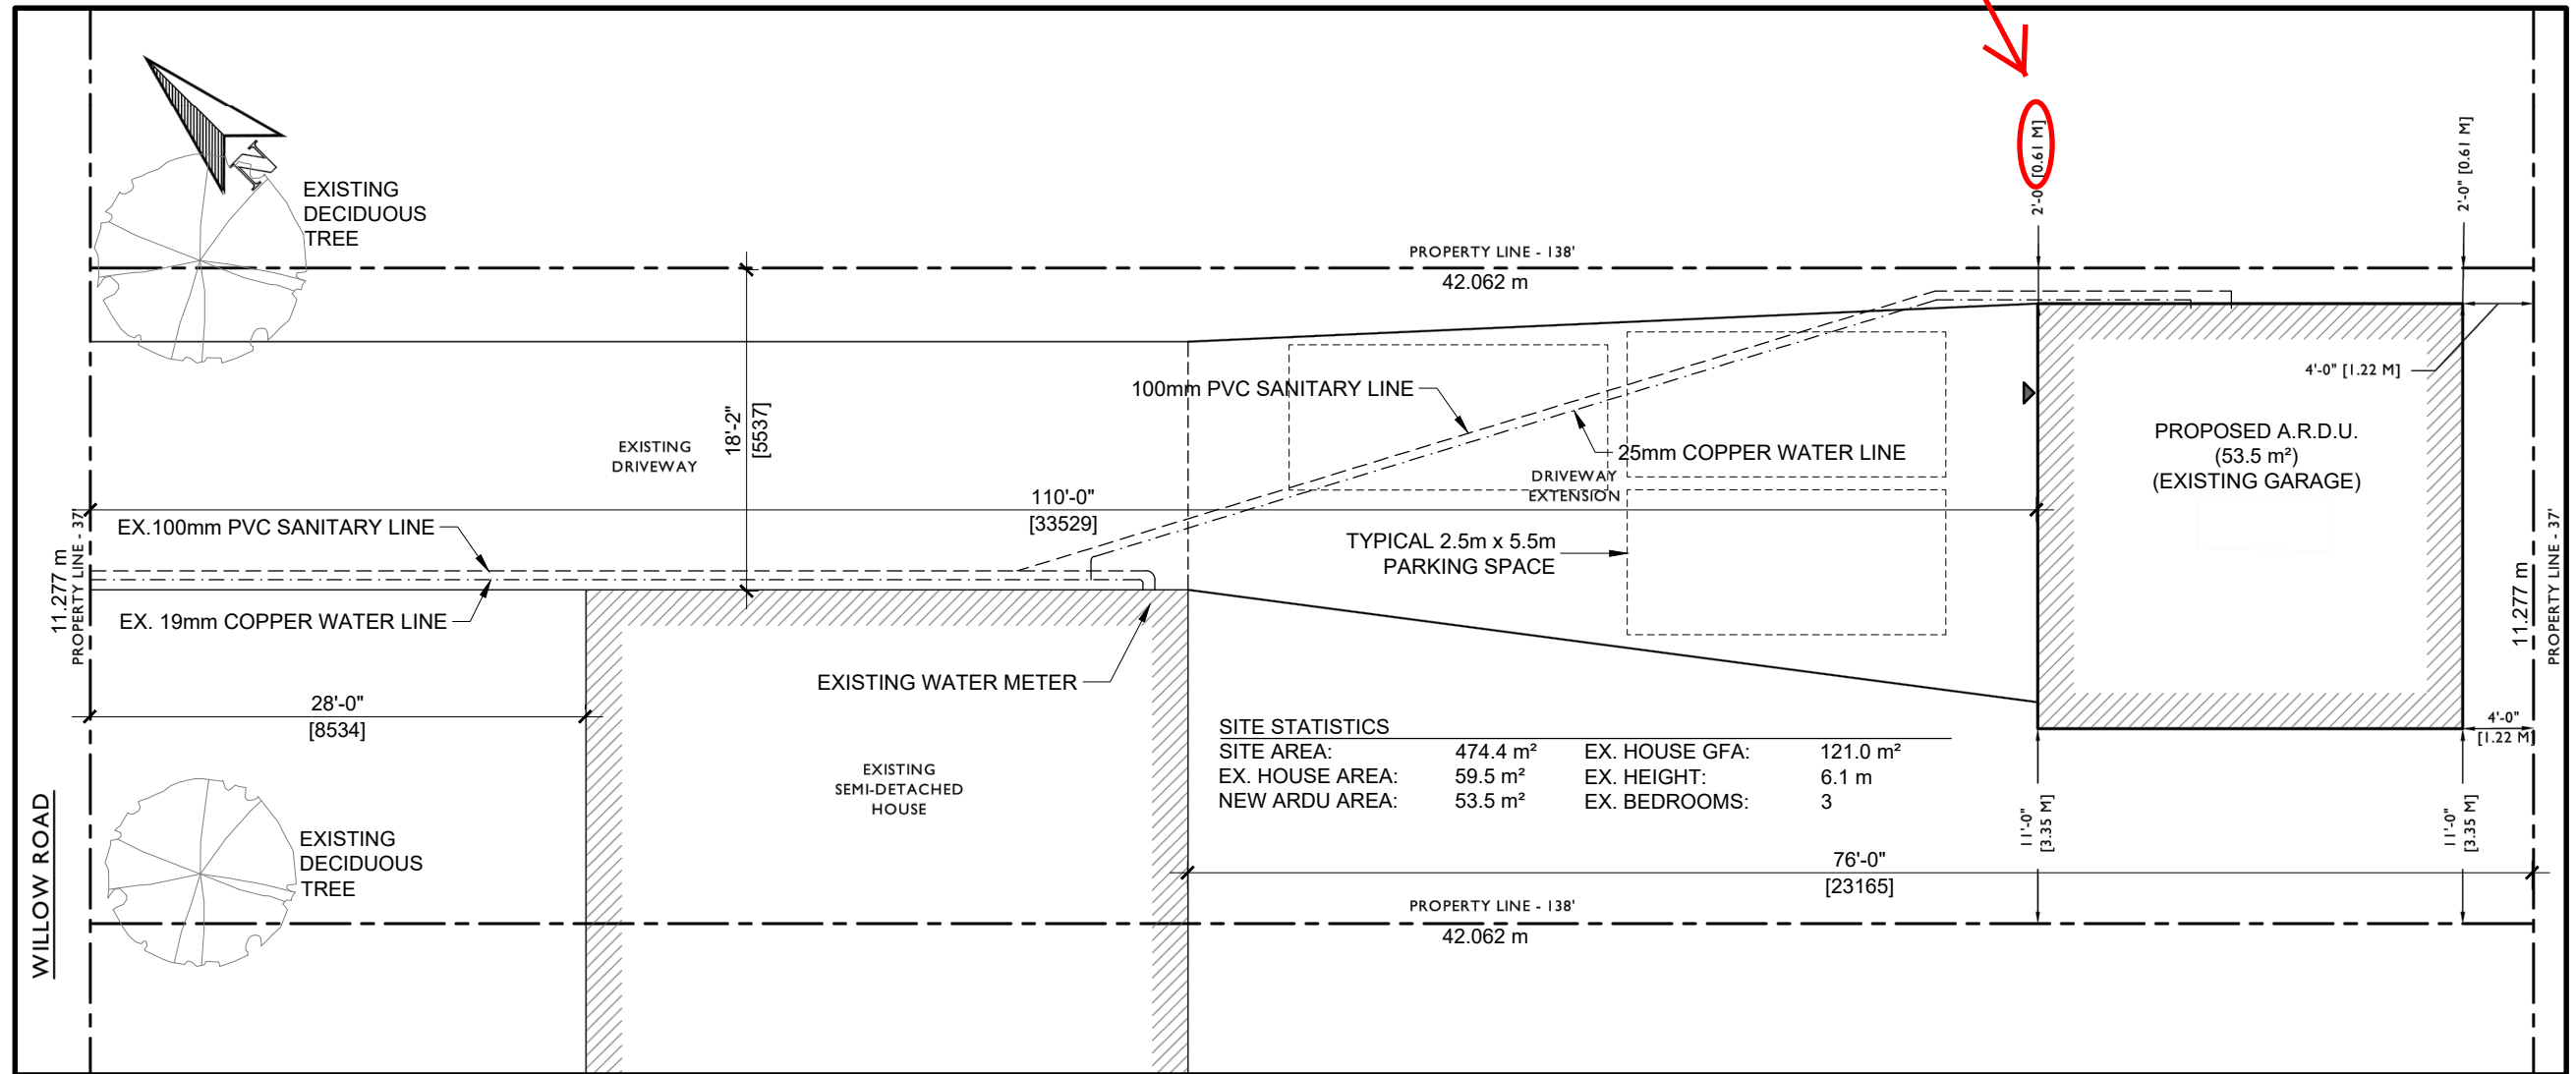 N
EXISTING
DECIDUOUS
TREE
2'-0" [0.61 M]
2'-0" [0.61 M]
PROPERTY LINE - 138'
42.062 m
100mm PVC SANITARY LINE
4'-0" [1.22 M]
18'-2"
[5537]
EXISTING
DRIVEWAY
25mm COPPER WATER LINE
DRIVEWAY
EXTENSION
PROPOSED A.R.D.U.
(53.5 m²)
(EXISTING GARAGE)
110'-0"
[33529]
EX.100mm PVC SANITARY LINE
TYPICAL 2.5m x 5.5m
PARKING SPACE
11.277 m
PROPERTY LINE - 37'
11.277 m
PROPERTY LINE - 37'
EX. 19mm COPPER WATER LINE
EXISTING WATER METER
28'-0"
[8534]
4'-0"
[1.22 M]
SITE STATISTICS
SITE AREA: 474.4 m² EX. HOUSE GFA: 121.0 m²
EX. HOUSE AREA: 59.5 m² EX. HEIGHT: 6.1 m
NEW ARDU AREA: 53.5 m² EX. BEDROOMS: 3
EXISTING
SEMI-DETACHED
HOUSE
11'-0"
[3.35 M]
11'-0"
[3.35 M]
WILLOW ROAD
EXISTING
DECIDUOUS
TREE
76'-0"
[23165]
PROPERTY LINE - 138'
42.062 m